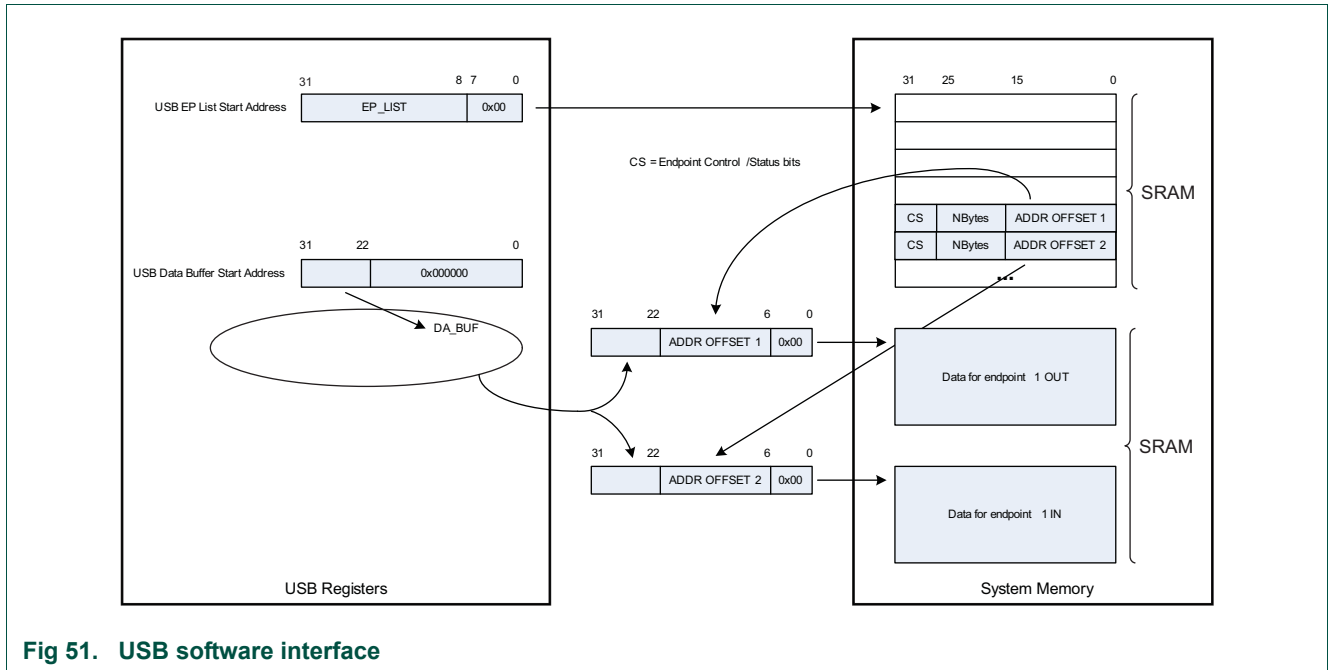 31 8 7 0
USB EP List Start Address EP_LIST 0x00
31 25 15 0
CS = Endpoint Control /Status bits
SRAM
CS NBytes ADDR OFFSET 1
CS NBytes ADDR OFFSET 2
...
31 22 0
USB Data Buffer Start Address 0x000000
DA_BUF
31 22 6 0
ADDR OFFSET 1 0x00
Data for endpoint 1 OUT
SRAM
31 22 6 0
ADDR OFFSET 2 0x00
Data for endpoint 1 IN
USB Registers
System Memory
Fig 51. USB software interface